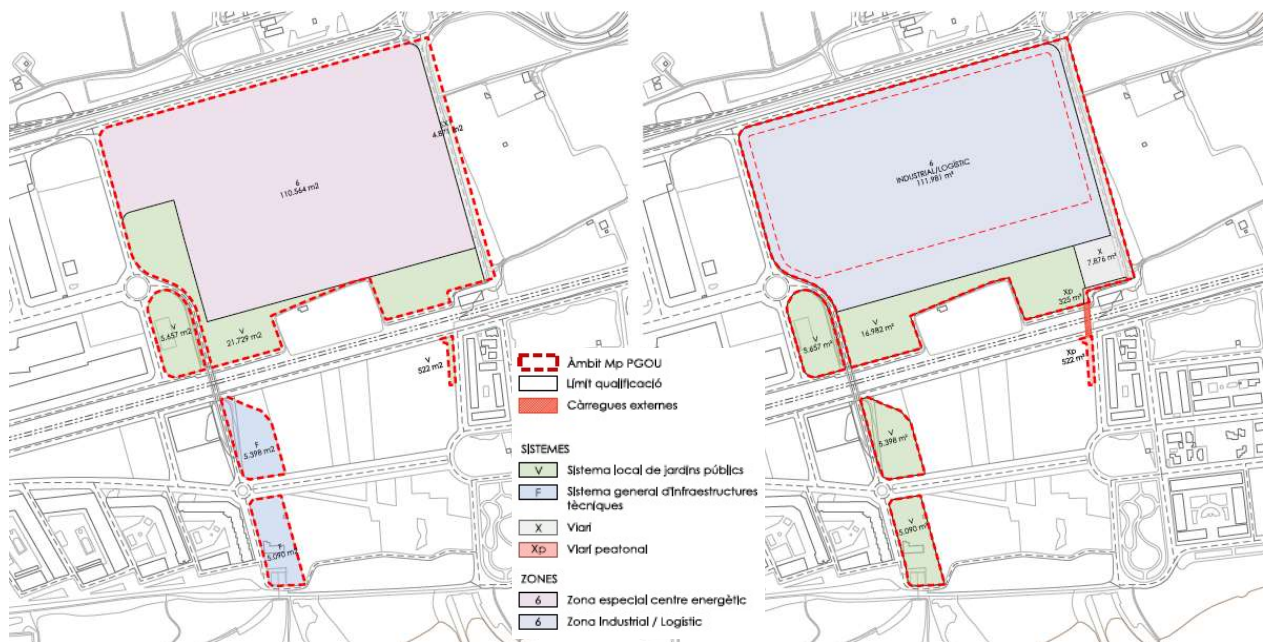 6
110.564 m2
V
5.657 m2
V
21.729 m2
V
522 m2
F
5.398 m2
F
5.090 m2
Àmbit Mp PGOU
Límit qualificació
Càrregues externes
SISTEMES
V Sistema local de jardins públics
F Sistema general d'infraestructures
tècniques
X Viari
Xp Viari peatonal
ZONES
6 Zona especial centre energètic
6 Zona Industrial / Logístic
6
INDUSTRIAL/LOGÍSTIC
111.981 m²
X
7.876 m²
Xp
325 m²
V
16.982 m²
V
5.657 m²
Xp
522 m²
V
5.398 m²
V
5.090 m²